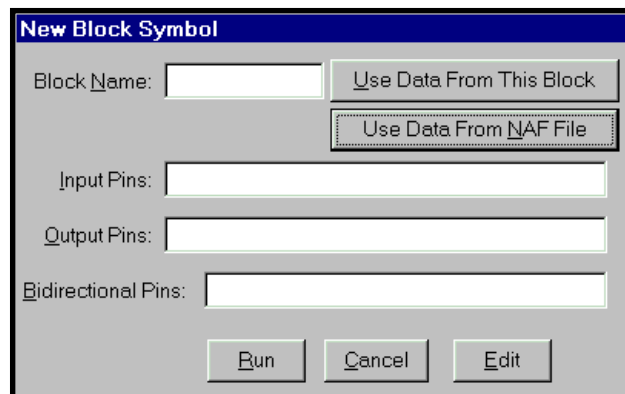 New Block Symbol
Block Name: Use Data From This Block
Use Data From NAF File
Input Pins:
Output Pins:
Bidirectional Pins:
Run Cancel Edit